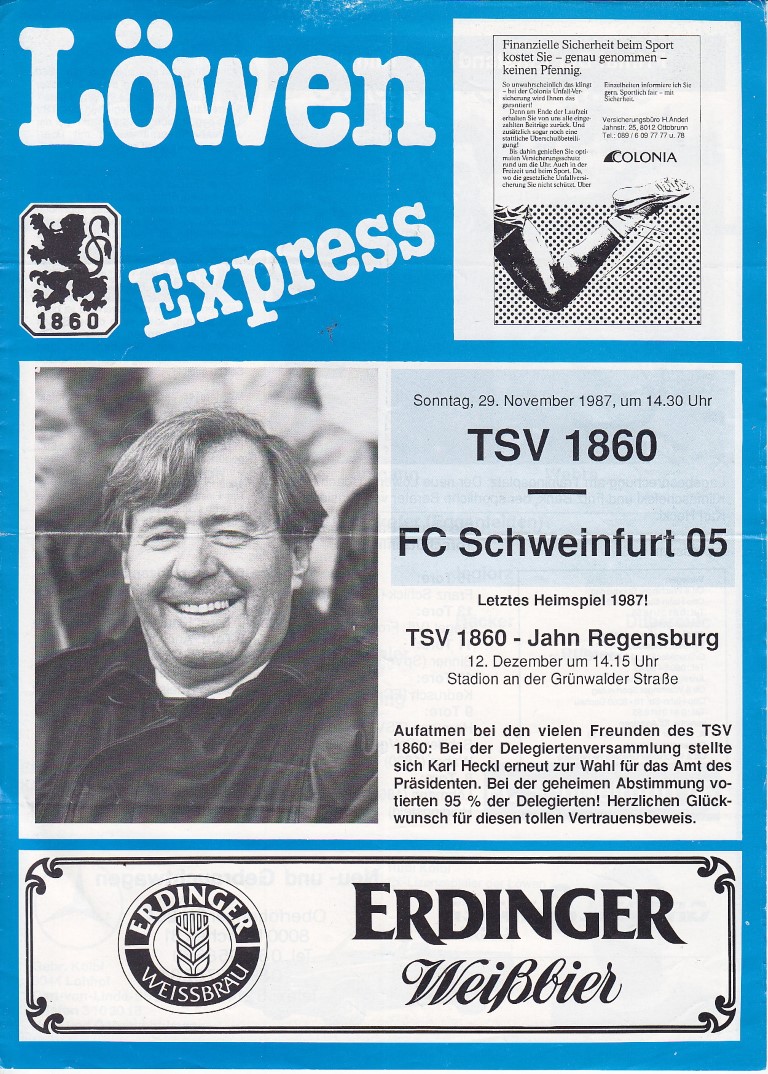 Löwen
Express
1860
Finanzielle Sicherheit beim Sport
kostet Sie – genau genommen –
keinen Pfennig.
So unwahrscheinlich das klingt
– bei der Colonia Unfall-Ver-
sicherung wird Ihnen das
garantiert!
Denn am Ende der Laufzeit
erhalten Sie von uns alle einge-
zahlten Beiträge zurück. Und
zusätzlich sogar noch eine
stattliche Überschußbeteili-
gung!
Bis dahin genießen Sie opti-
malen Versicherungsschutz
rund um die Uhr. Auch in der
Freizeit und beim Sport. Da,
wo die gesetzliche Unfallversi-
cherung Sie nicht schützt. Über
Einzelheiten informiere ich Sie
gern. Sportlich fair – mit
Sicherheit.
Versicherungsbüro H.Anderl
Jahnstr. 25, 8012 Ottobrunn
Tel.: 089 / 6 09 77 77 u. 78
COLONIA
Sonntag, 29. November 1987, um 14.30 Uhr
TSV 1860
—
FC Schweinfurt 05
Letztes Heimspiel 1987!
TSV 1860 - Jahn Regensburg
12. Dezember um 14.15 Uhr
Stadion an der Grünwalder Straße
Aufatmen bei den vielen Freunden des TSV
1860: Bei der Delegiertenversammlung stellte
sich Karl Heckl erneut zur Wahl für das Amt des
Präsidenten. Bei der geheimen Abstimmung vo-
tierten 95 % der Delegierten! Herzlichen Glück-
wunsch für diesen tollen Vertrauensbeweis.
ERDINGER
WEISSBRÄU
ERDINGER
Weißbier